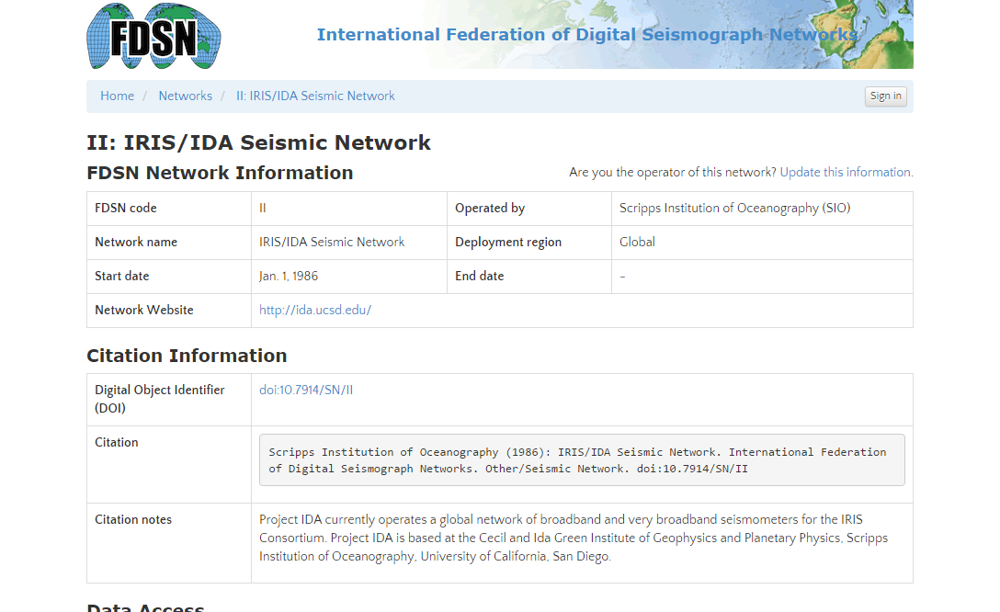 FDSN
International Federation of Digital Seismograph Networks
Home / Networks / II: IRIS/IDA Seismic Network
Sign in
II: IRIS/IDA Seismic Network
FDSN Network Information
Are you the operator of this network? Update this information.
FDSN code II Operated by Scripps Institution of Oceanography (SIO)
Network name IRIS/IDA Seismic Network Deployment region Global
Start date Jan. 1, 1986 End date –
Network Website http://ida.ucsd.edu/
Citation Information
Digital Object Identifier (DOI) doi:10.7914/SN/II
Citation
Scripps Institution of Oceanography (1986): IRIS/IDA Seismic Network. International Federation
of Digital Seismograph Networks. Other/Seismic Network. doi:10.7914/SN/II
Citation notes
Project IDA currently operates a global network of broadband and very broadband seismometers for the IRIS
Consortium. Project IDA is based at the Cecil and Ida Green Institute of Geophysics and Planetary Physics, Scripps
Institution of Oceanography, University of California, San Diego.
Data Access